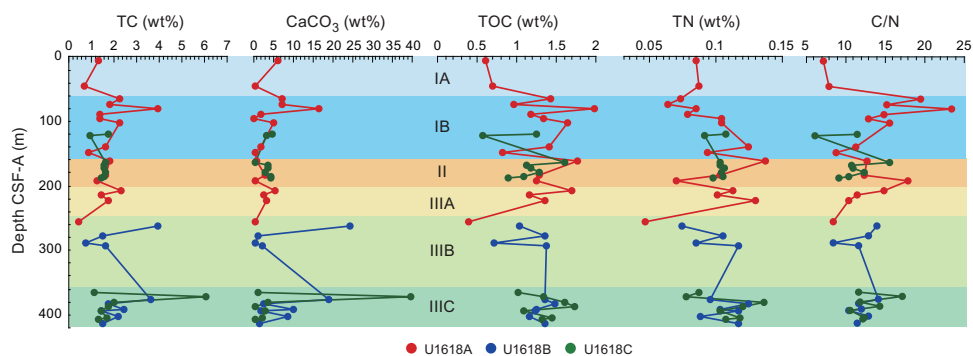 TC (wt%) CaCO3 (wt%) TOC (wt%) TN (wt%) C/N
0 1 2 3 4 5 6 7 0 5 10 15 20 25 30 35 40 0 0.5 1 1.5 2 0.05 0.1 0.15 5 10 15 20 25
0
IA
100
IB
II
200
IIIA
300
IIIB
400
IIIC
Depth CSF-A (m)
U1618A U1618B U1618C